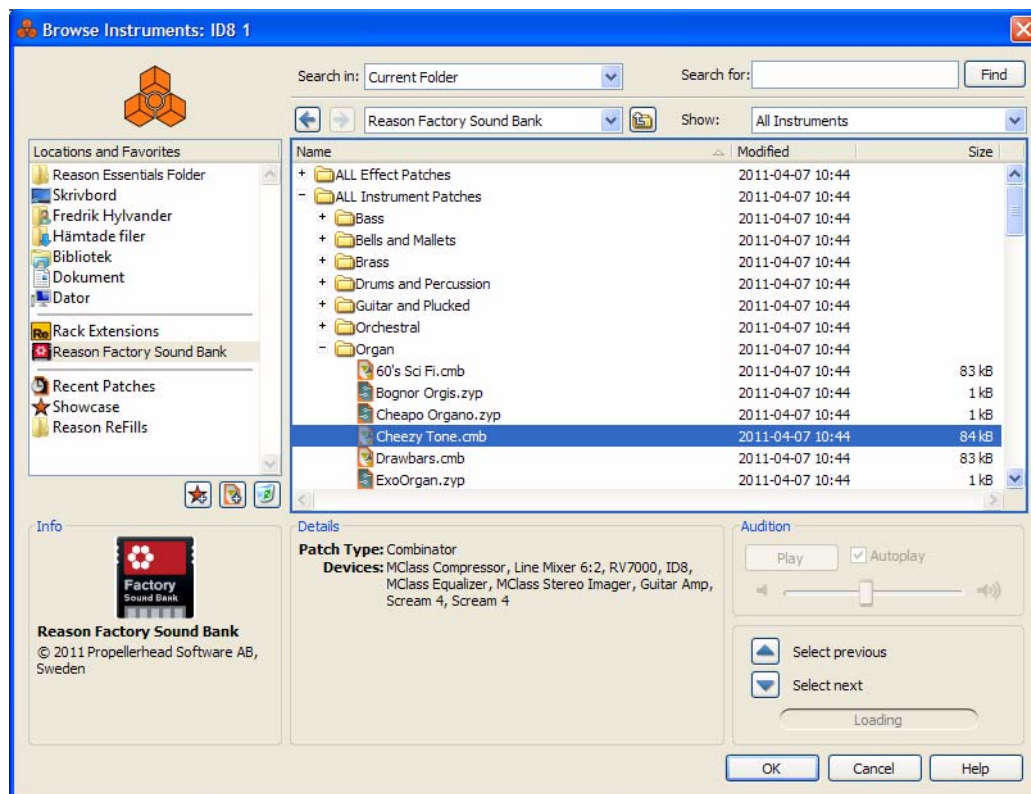 Browse Instruments: ID8 1
Search in: Current Folder
Search for:
Find
Reason Factory Sound Bank
Show: All Instruments
Locations and Favorites
Reason Essentials Folder
Skrivbord
Fredrik Hylvander
Hämtade filer
Bibliotek
Dokument
Dator
Re Rack Extensions
Reason Factory Sound Bank
Recent Patches
Showcase
Reason ReFills
Name Modified Size
+ ALL Effect Patches 2011-04-07 10:44
- ALL Instrument Patches 2011-04-07 10:44
+ Bass 2011-04-07 10:44
+ Bells and Mallets 2011-04-07 10:44
+ Brass 2011-04-07 10:44
+ Drums and Percussion 2011-04-07 10:44
+ Guitar and Plucked 2011-04-07 10:44
+ Orchestral 2011-04-07 10:44
- Organ 2011-04-07 10:44
60's Sci Fi.cmb 2011-04-07 10:44 83 kB
Bognor Orgis.zyp 2011-04-07 10:44 1 kB
Cheapo Organo.zyp 2011-04-07 10:44 1 kB
Cheezy Tone.cmb 2011-04-07 10:44 84 kB
Drawbars.cmb 2011-04-07 10:44 83 kB
ExoOrgan.zyp 2011-04-07 10:44 1 kB
Info
Factory
Sound Bank
Reason Factory Sound Bank
© 2011 Propellerhead Software AB,
Sweden
Details
Patch Type: Combinator
Devices: MClass Compressor, Line Mixer 6:2, RV7000, ID8,
MClass Equalizer, MClass Stereo Imager, Guitar Amp,
Scream 4, Scream 4
Audition
Play
Autoplay
Select previous
Select next
Loading
OK
Cancel
Help